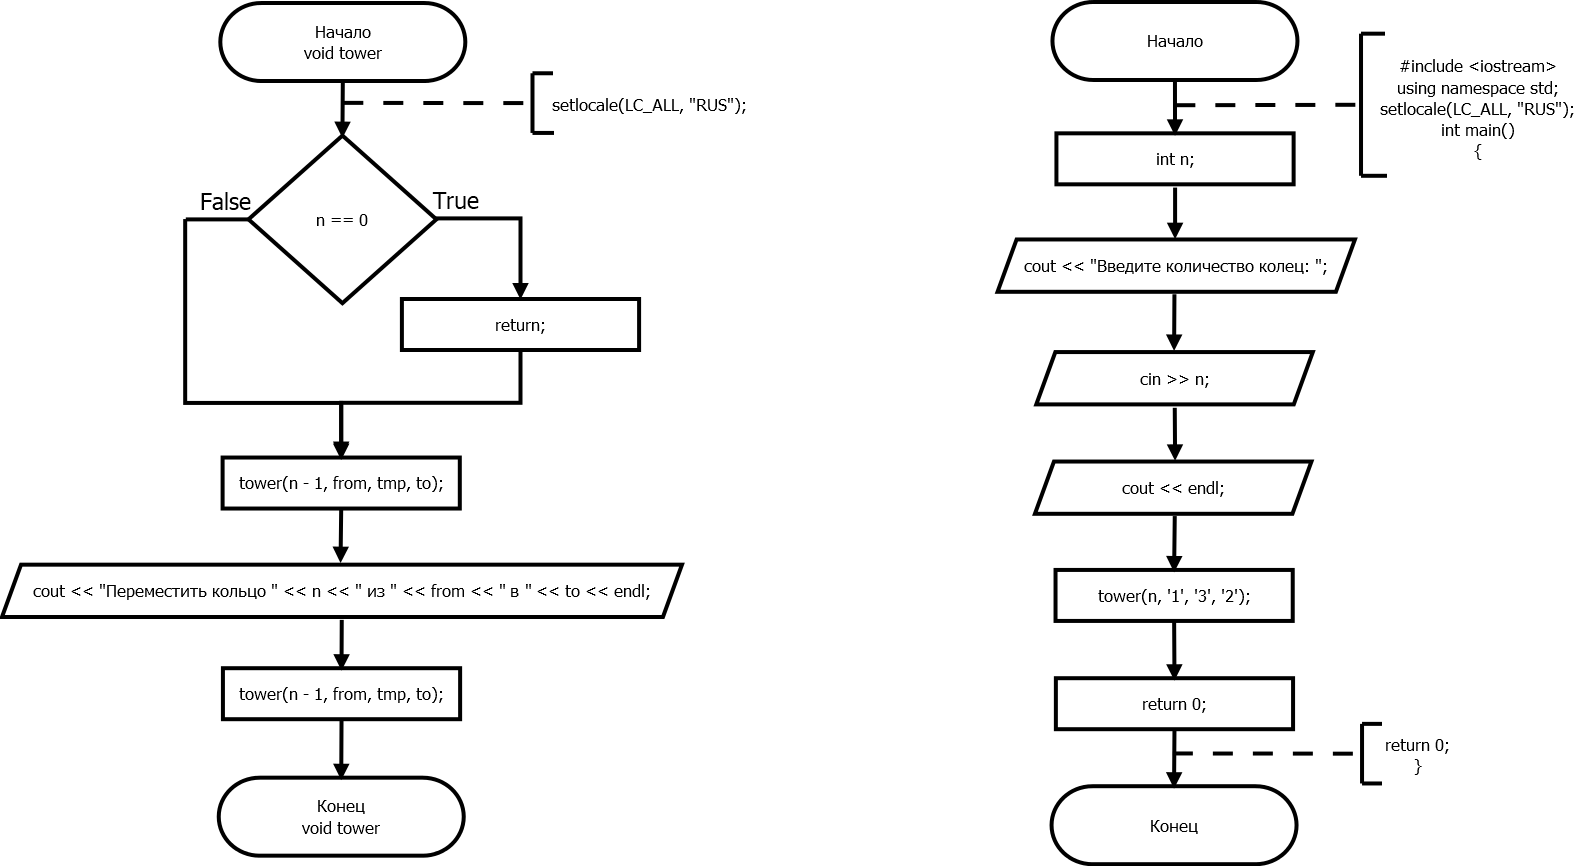 Начало
void tower
setlocale(LC_ALL, "RUS");
False
True
n == 0
return;
tower(n - 1, from, tmp, to);
cout << "Переместить кольцо " << n << " из " << from << " в " << to << endl;
tower(n - 1, from, tmp, to);
Конец
void tower
Начало
#include <iostream>
using namespace std;
setlocale(LC_ALL, "RUS");
int main()
{
int n;
cout << "Введите количество колец: ";
cin >> n;
cout << endl;
tower(n, '1', '3', '2');
return 0;
return 0;
}
Конец